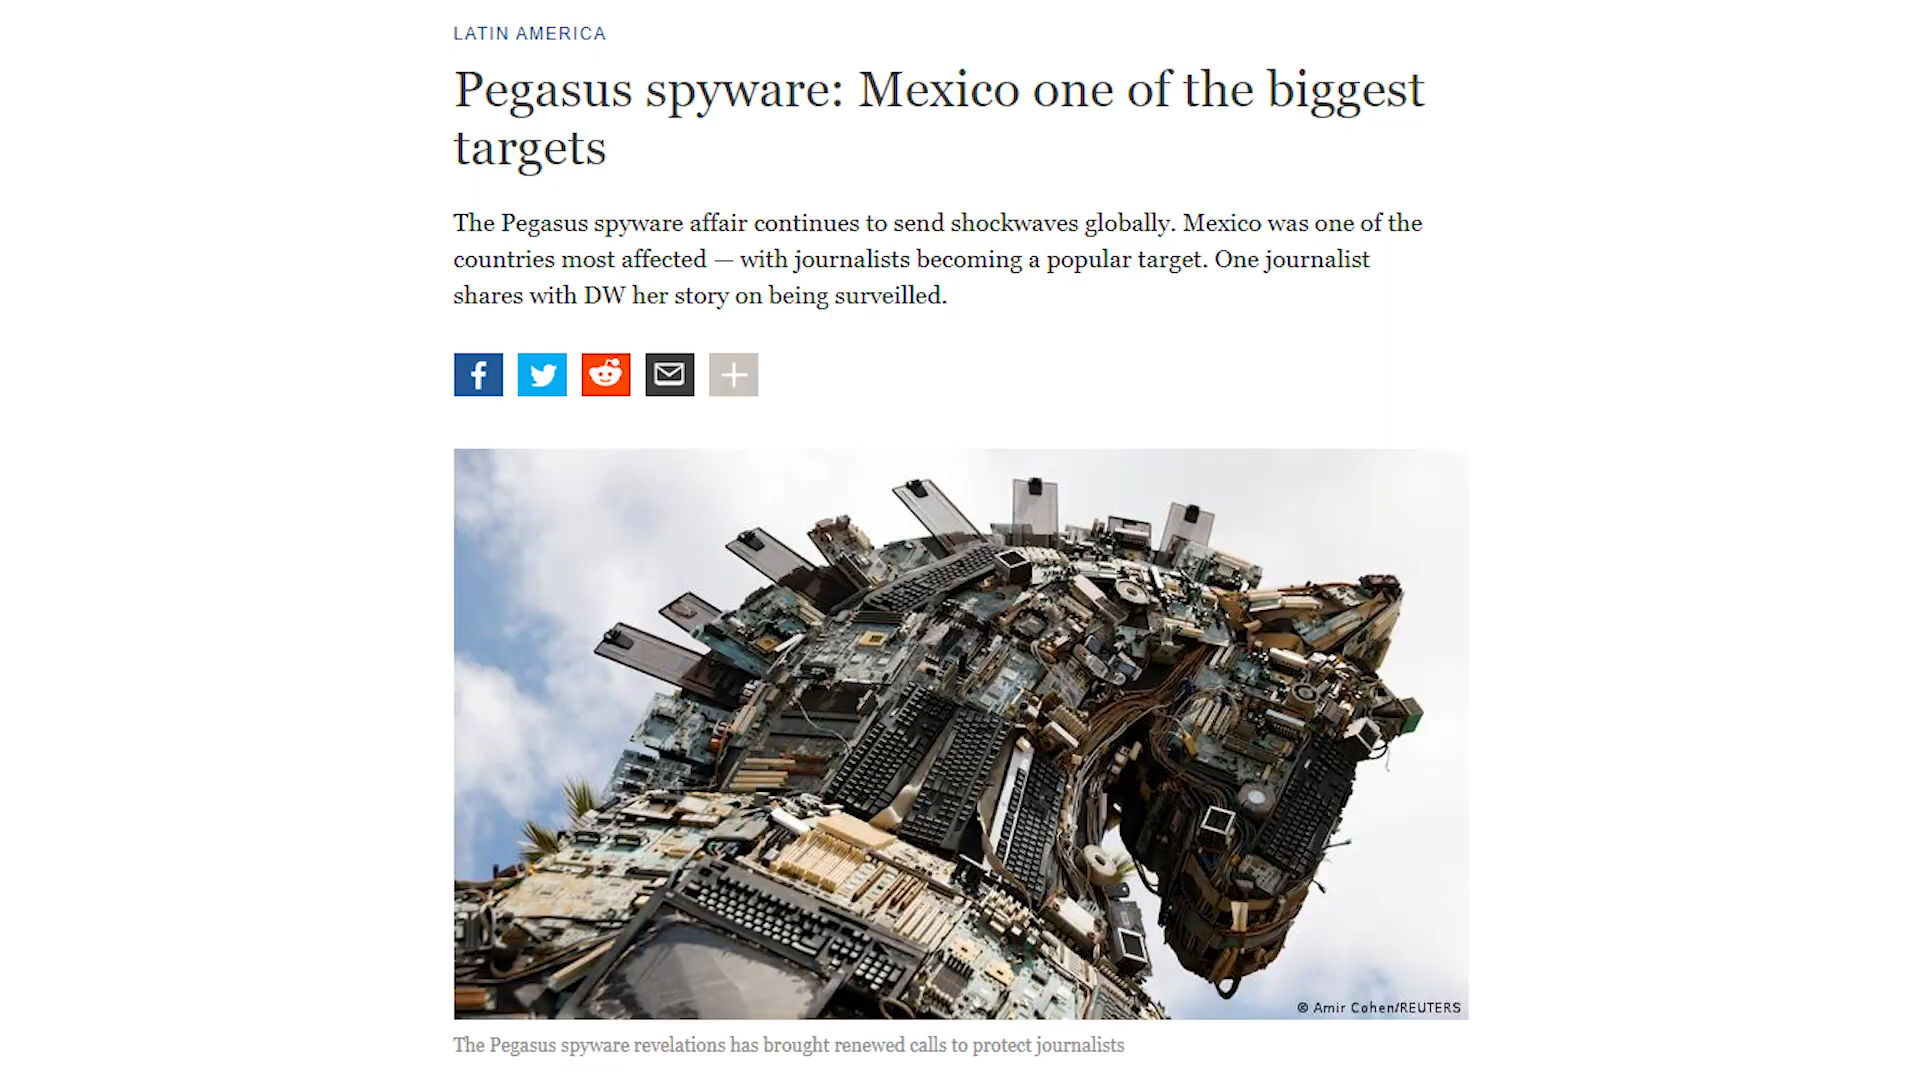 LATIN AMERICA
Pegasus spyware: Mexico one of the biggest
targets
The Pegasus spyware affair continues to send shockwaves globally. Mexico was one of the
countries most affected — with journalists becoming a popular target. One journalist
shares with DW her story on being surveilled.
© Amir Cohen/REUTERS
The Pegasus spyware revelations has brought renewed calls to protect journalists